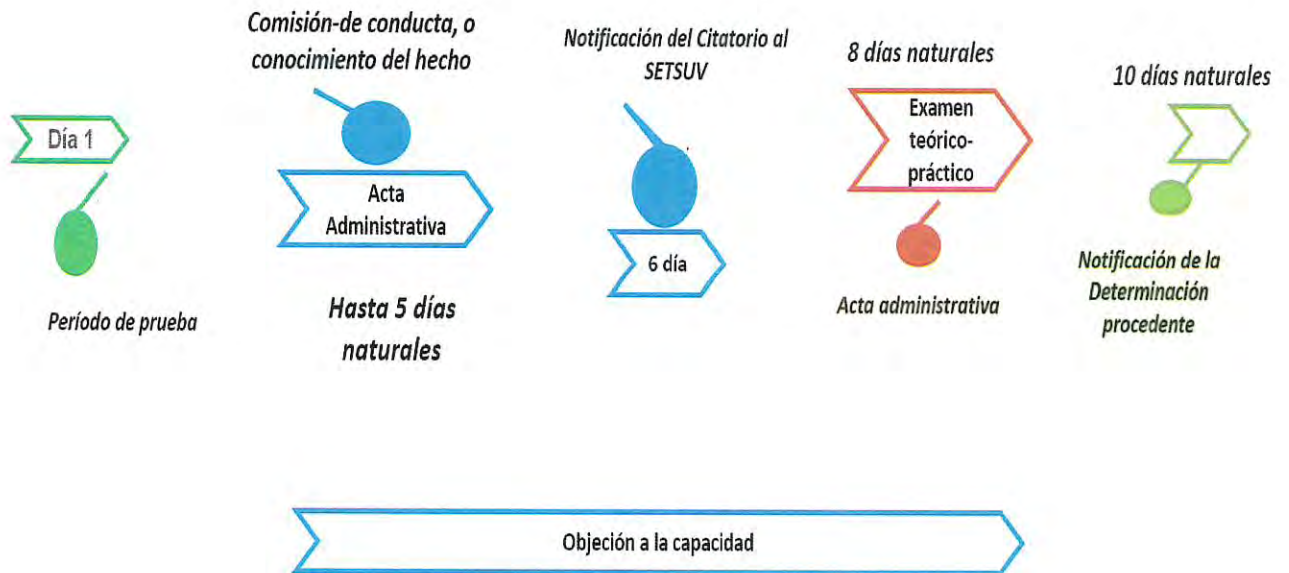 Día 1
Período de prueba
Comisión-de conducta, o
conocimiento del hecho
Acta
Administrativa
Hasta 5 días
naturales
Notificación del Citatorio al
SETSUV
6 día
8 días naturales
Examen
teórico-
práctico
Acta administrativa
10 días naturales
Notificación de la
Determinación
procedente
Objeción a la capacidad